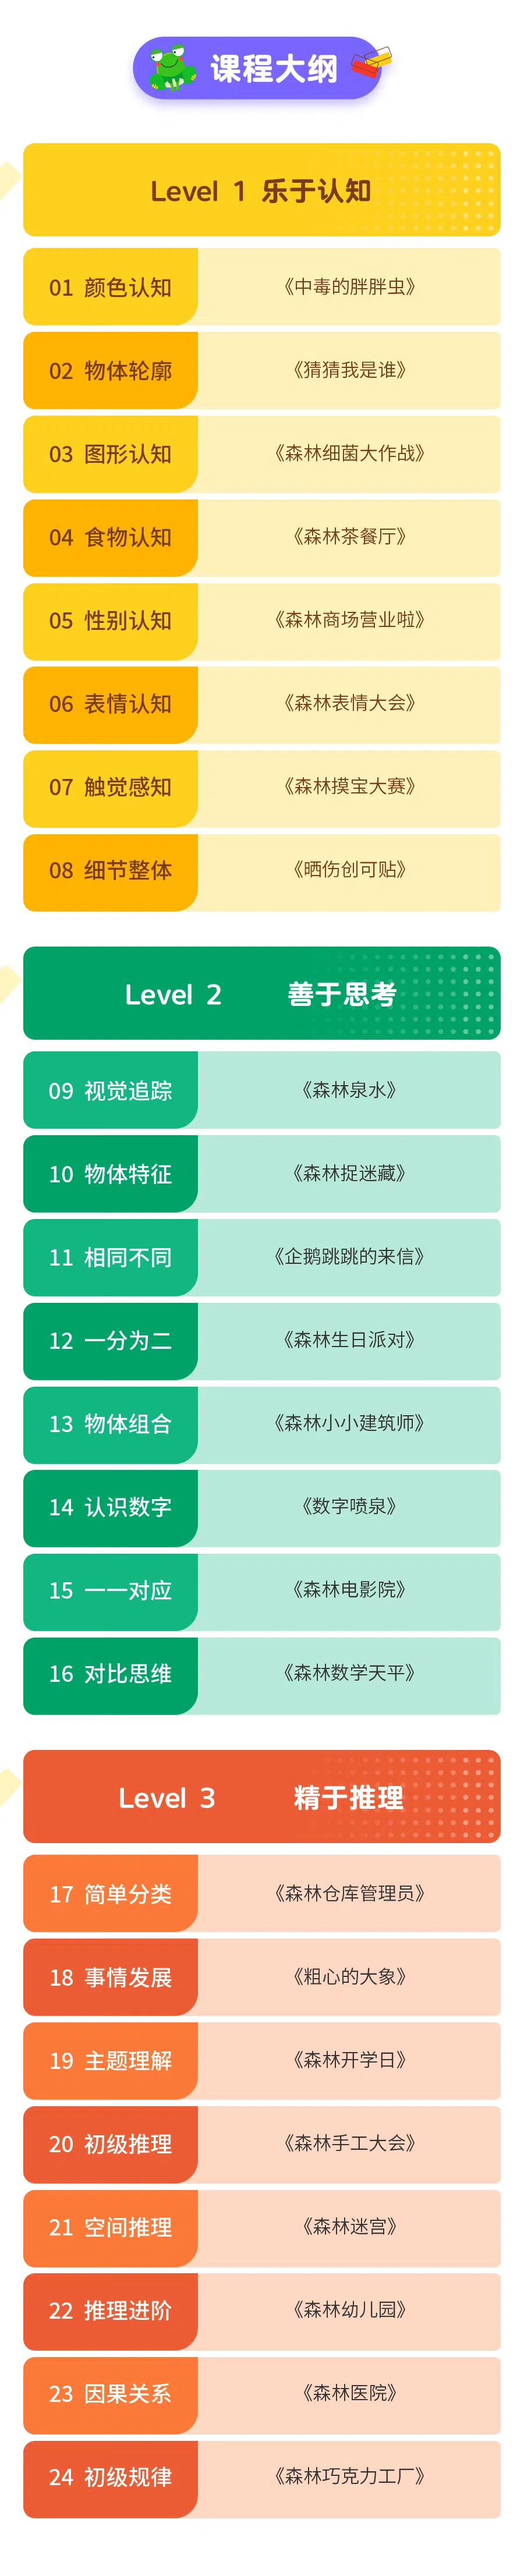 课程大纲
Level 1 乐于认知
01 颜色认知 《中毒的胖胖虫》
02 物体轮廓 《猜猜我是谁》
03 图形认知 《森林细菌大作战》
04 食物认知 《森林茶餐厅》
05 性别认知 《森林商场营业啦》
06 表情认知 《森林表情大会》
07 触觉感知 《森林摸宝大赛》
08 细节整体 《晒伤创可贴》
Level 2 善于思考
09 视觉追踪 《森林泉水》
10 物体特征 《森林捉迷藏》
11 相同不同 《企鹅跳跳的来信》
12 一分为二 《森林生日派对》
13 物体组合 《森林小小建筑师》
14 认识数字 《数字喷泉》
15 一一对应 《森林电影院》
16 对比思维 《森林数学天平》
Level 3 精于推理
17 简单分类 《森林仓库管理员》
18 事情发展 《粗心的大象》
19 主题理解 《森林开学日》
20 初级推理 《森林手工大会》
21 空间推理 《森林迷宫》
22 推理进阶 《森林幼儿园》
23 因果关系 《森林医院》
24 初级规律 《森林巧克力工厂》